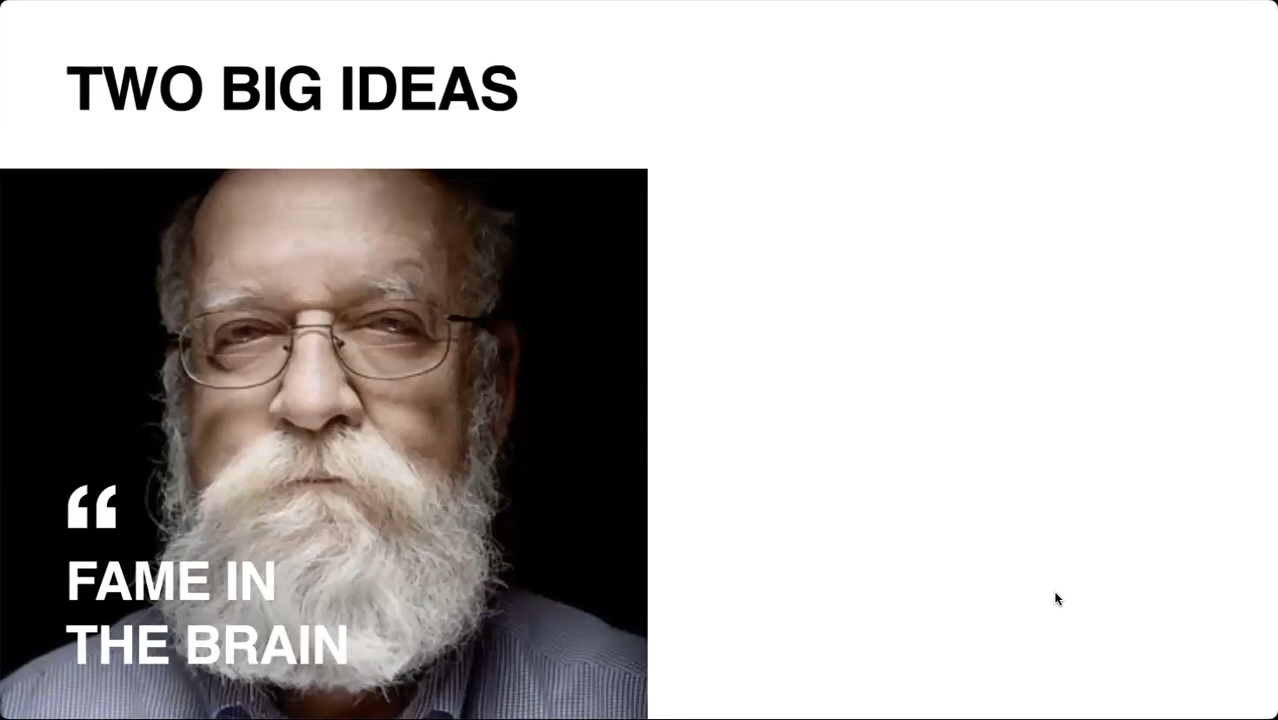 TWO BIG IDEAS
“
FAME IN
THE BRAIN